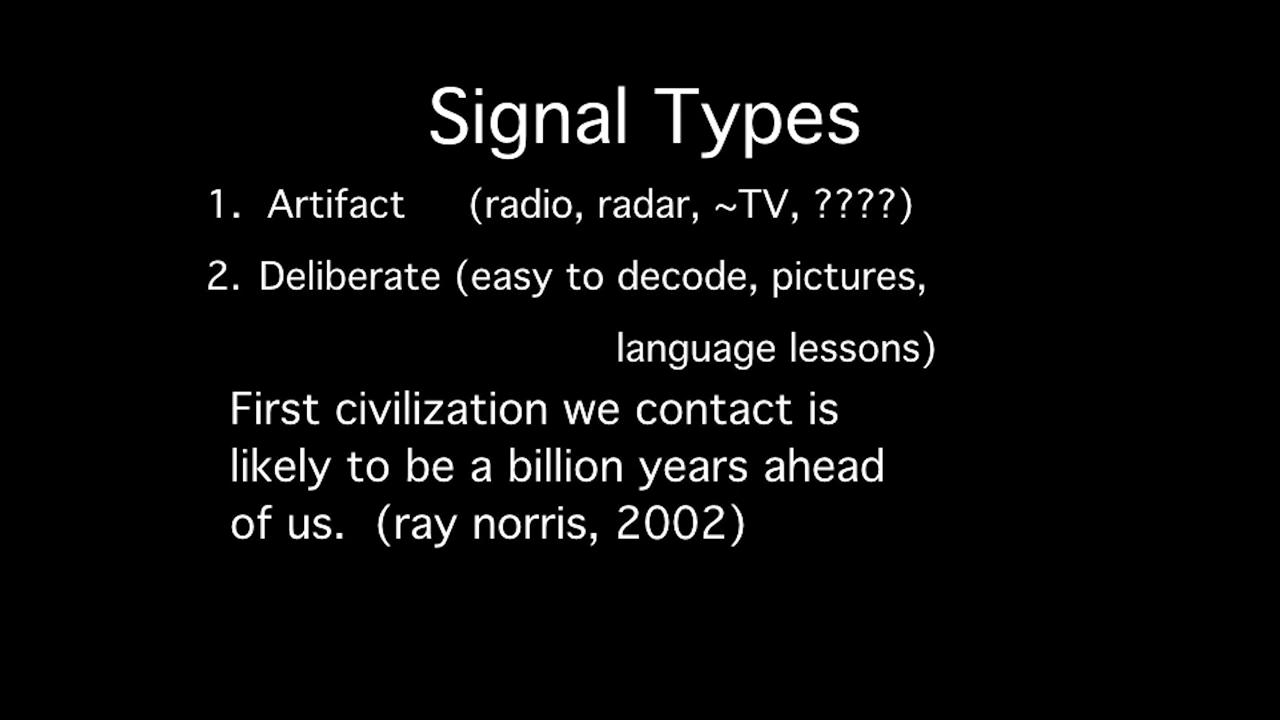 Signal Types
1. Artifact (radio, radar, ~TV, ????)
2. Deliberate (easy to decode, pictures,
language lessons)
First civilization we contact is
likely to be a billion years ahead
of us. (ray norris, 2002)